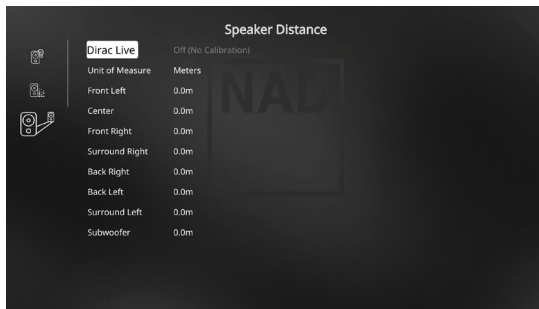 Speaker Distance
Dirac Live Off (No Calibration)
Unit of Measure Meters
Front Left 0.0m
Center 0.0m
Front Right 0.0m
Surround Right 0.0m
Back Right 0.0m
Back Left 0.0m
Surround Left 0.0m
Subwoofer 0.0m
NAD